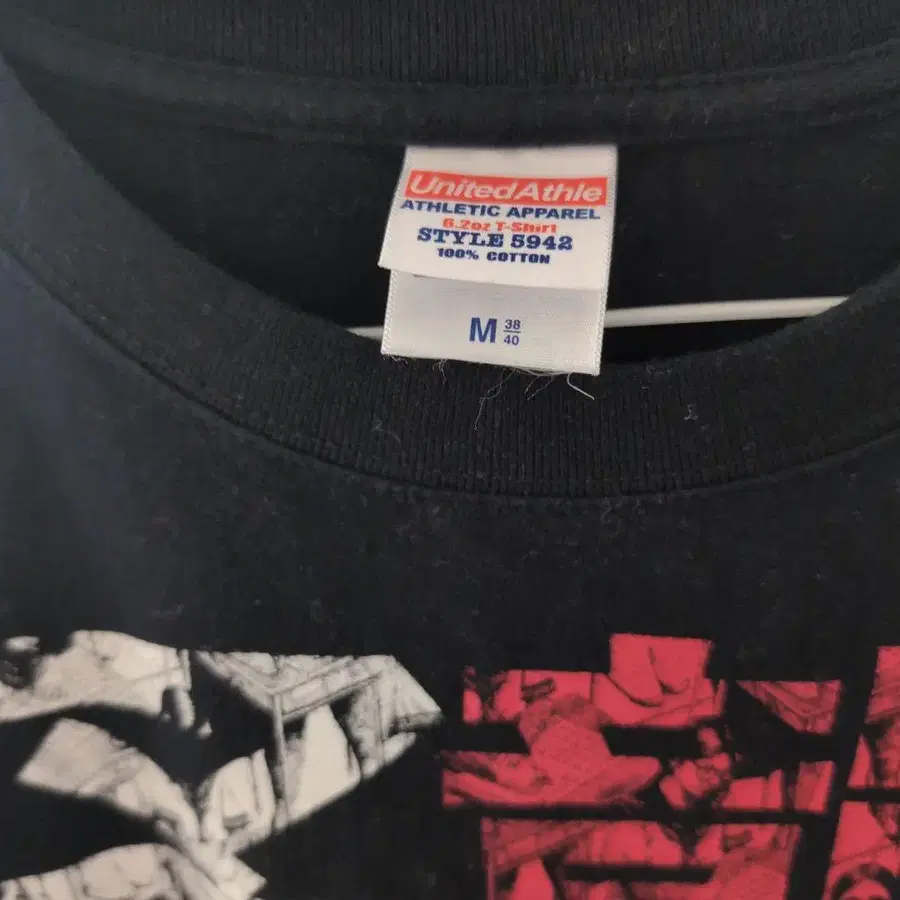 UnitedAthle
ATHLETIC APPAREL
6.2oz T-Shirt
STYLE 5942
100% COTTON
M 38/40